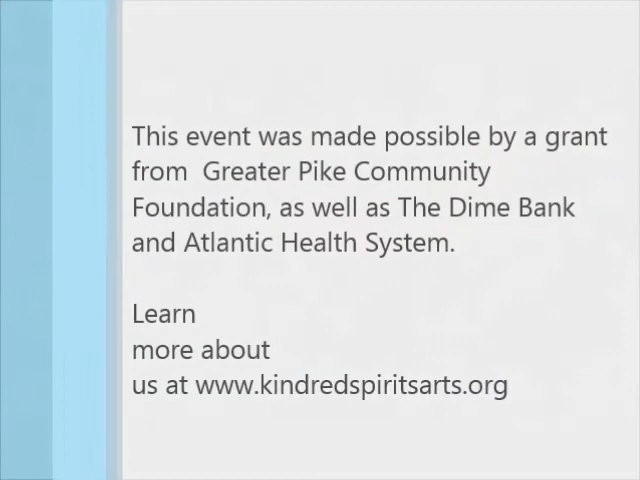 This event was made possible by a grant
from  Greater Pike Community
Foundation, as well as The Dime Bank
and Atlantic Health System.
Learn
more about
us at www.kindredspiritsarts.org